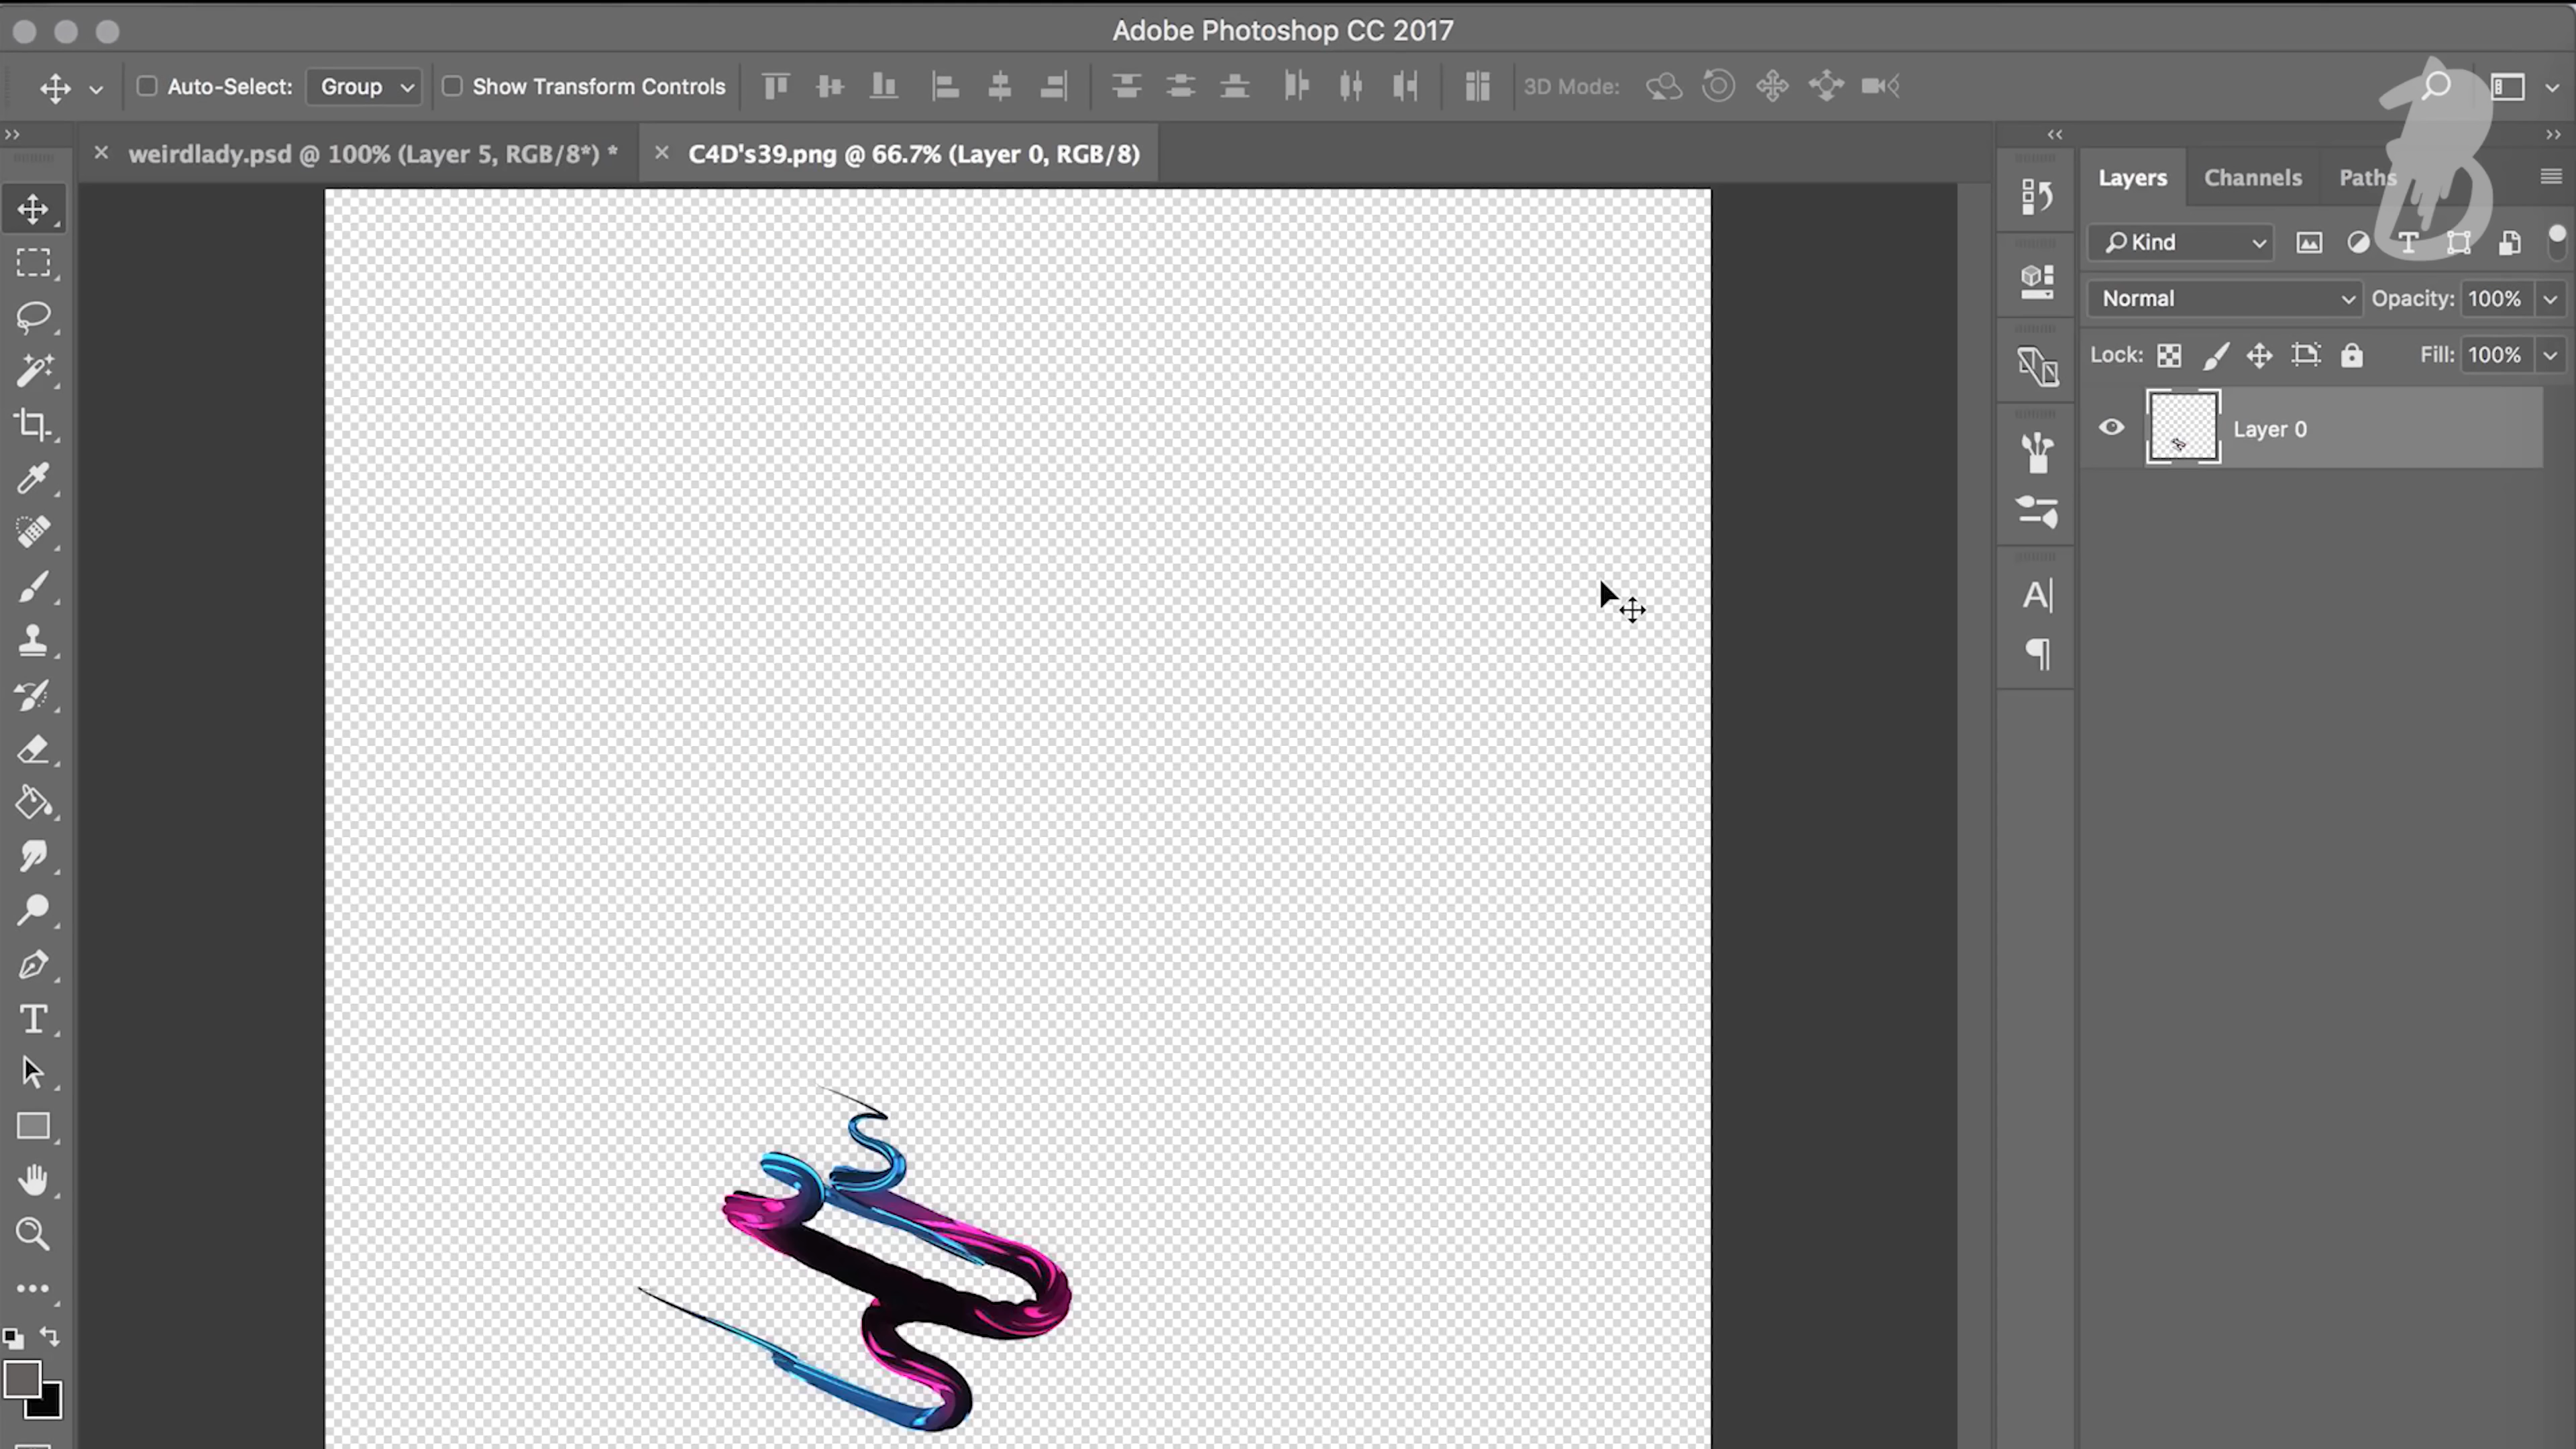 Adobe Photoshop CC 2017
Auto-Select: Group Show Transform Controls 3D Mode:
weirdlady.psd @ 100% (Layer 5, RGB/8*) *
C4D's39.png @ 66.7% (Layer 0, RGB/8)
Layers Channels Paths
Kind
Normal Opacity: 100%
Lock: Fill: 100%
Layer 0